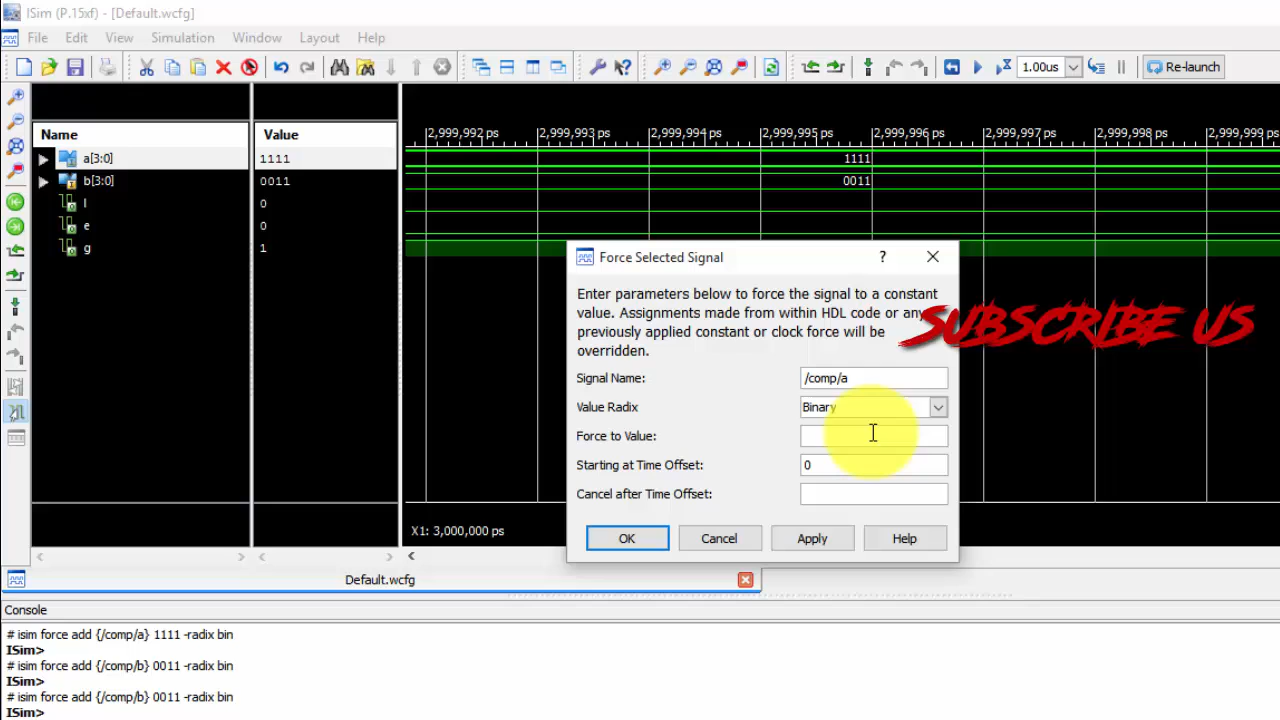 ISim (P.15xf) - [Default.wcfg]
File Edit View Simulation Window Layout Help
1.00us Re-launch
Name Value
2,999,992 ps 2,999,993 ps 2,999,994 ps 2,999,995 ps 2,999,996 ps 2,999,997 ps 2,999,998 ps 2,999,999 ps
a[3:0] 1111 1111
b[3:0] 0011 0011
l 0
e 0
g 1
Force Selected Signal ?
Enter parameters below to force the signal to a constant
value. Assignments made from within HDL code or any
previously applied constant or clock force will be
overridden.
SUBSCRIBE US
Signal Name: /comp/a
Value Radix Binary
Force to Value:
Starting at Time Offset: 0
Cancel after Time Offset:
OK Cancel Apply Help
X1: 3,000,000 ps
Default.wcfg
Console
# isim force add {/comp/a} 1111 -radix bin
ISim>
# isim force add {/comp/b} 0011 -radix bin
ISim>
# isim force add {/comp/b} 0011 -radix bin
ISim>